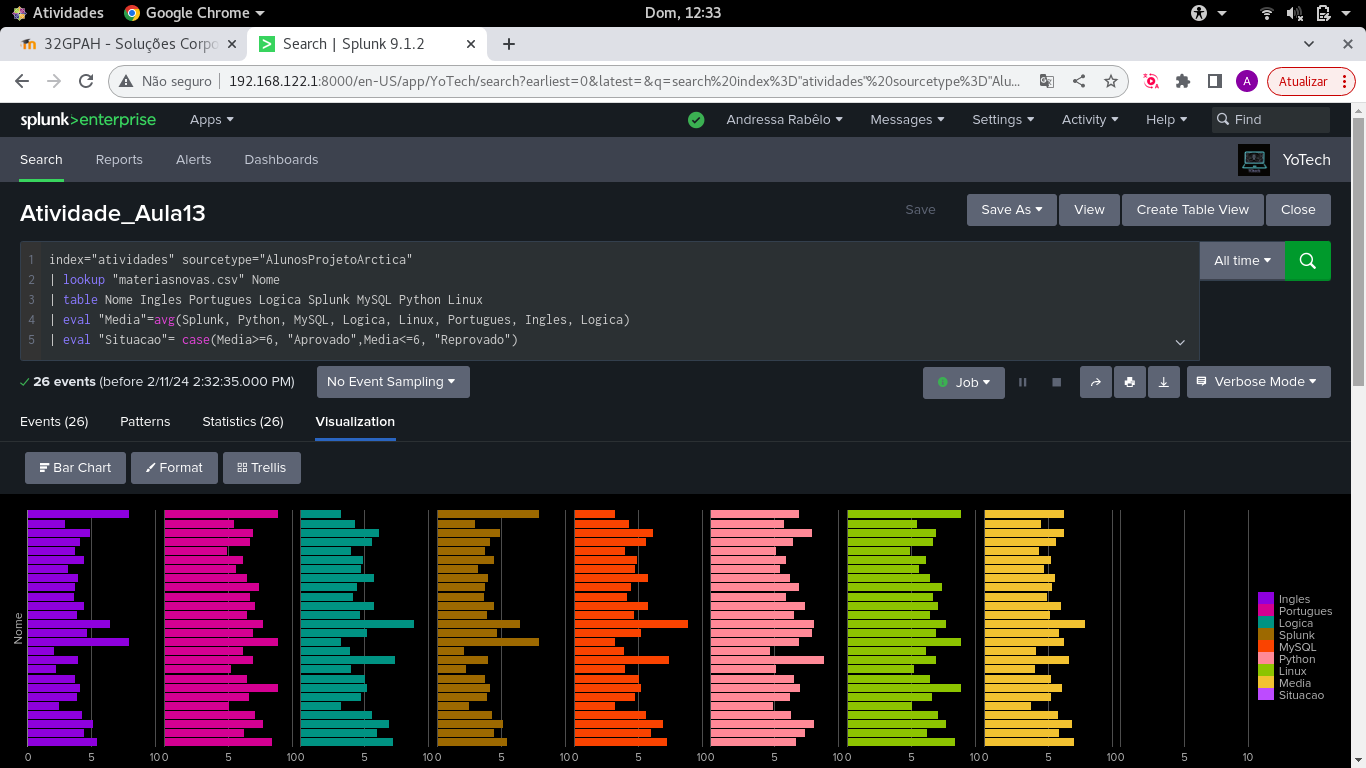 Atividades Google Chrome Dom, 12:33
32GPAH - Soluções Corpo Search | Splunk 9.1.2
Não seguro 192.168.122.1:8000/en-US/app/YoTech/search?earliest=0&latest=&q=search%20index%3D"atividades"%20sourcetype%3D"Alu... A Atualizar
splunk>enterprise Apps Andressa Rabêlo Messages Settings Activity Help Find
Search Reports Alerts Dashboards YoTech
Atividade_Aula13 Save Save As View Create Table View Close
1 index="atividades" sourcetype="AlunosProjetoArctica" All time
2 | lookup "materiasnovas.csv" Nome
3 | table Nome Ingles Portugues Logica Splunk MySQL Python Linux
4 | eval "Media"=avg(Splunk, Python, MySQL, Logica, Linux, Portugues, Ingles, Logica)
5 | eval "Situacao"= case(Media>=6, "Aprovado",Media<=6, "Reprovado")
26 events (before 2/11/24 2:32:35.000 PM) No Event Sampling Job Verbose Mode
Events (26) Patterns Statistics (26) Visualization
Bar Chart Format Trellis
Nome
Ingles
Portugues
Logica
Splunk
MySQL
Python
Linux
Media
Situacao
0 5 10 0 5 10 0 5 10 0 5 10 0 5 10 0 5 10 0 5 10 0 5 10 0 5 10